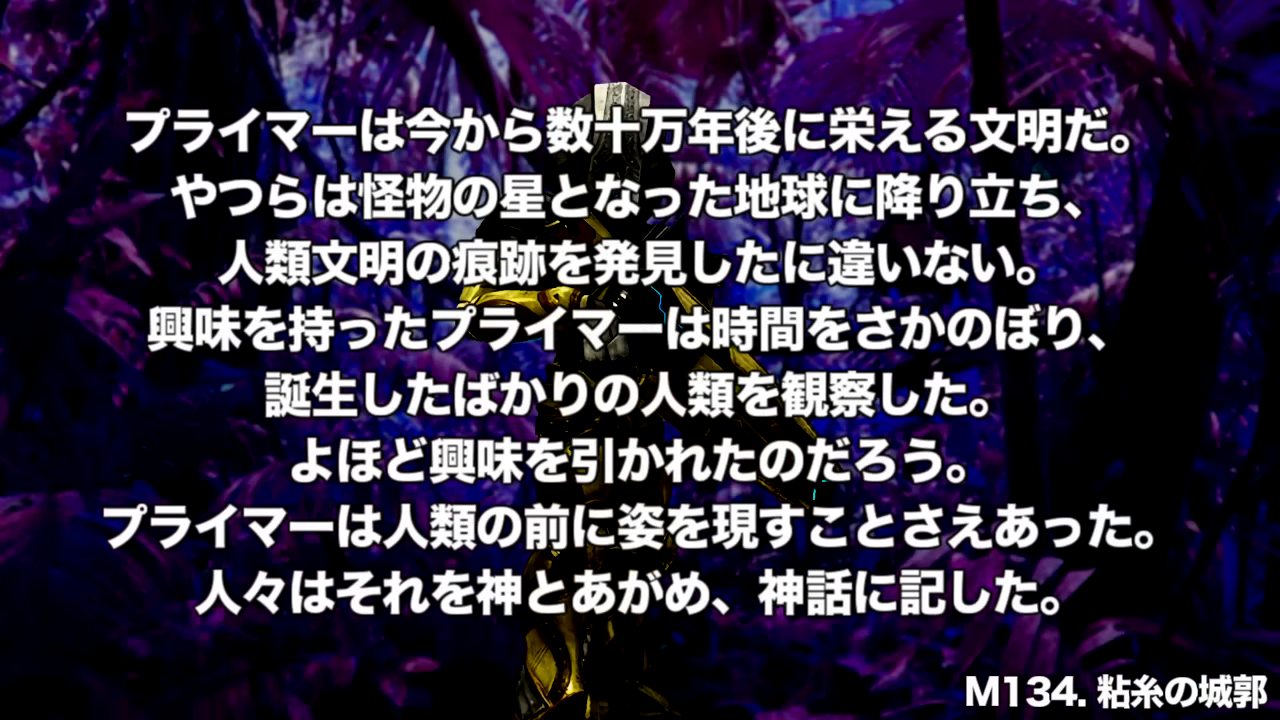 プライマーは今から数十万年後に栄える文明だ。
やつらは怪物の星となった地球に降り立ち、
人類文明の痕跡を発見したに違いない。
興味を持ったプライマーは時間をさかのぼり、
誕生したばかりの人類を観察した。
よほど興味を引かれたのだろう。
プライマーは人類の前に姿を現すことさえあった。
人々はそれを神とあがめ、神話に記した。
M134. 粘糸の城郭